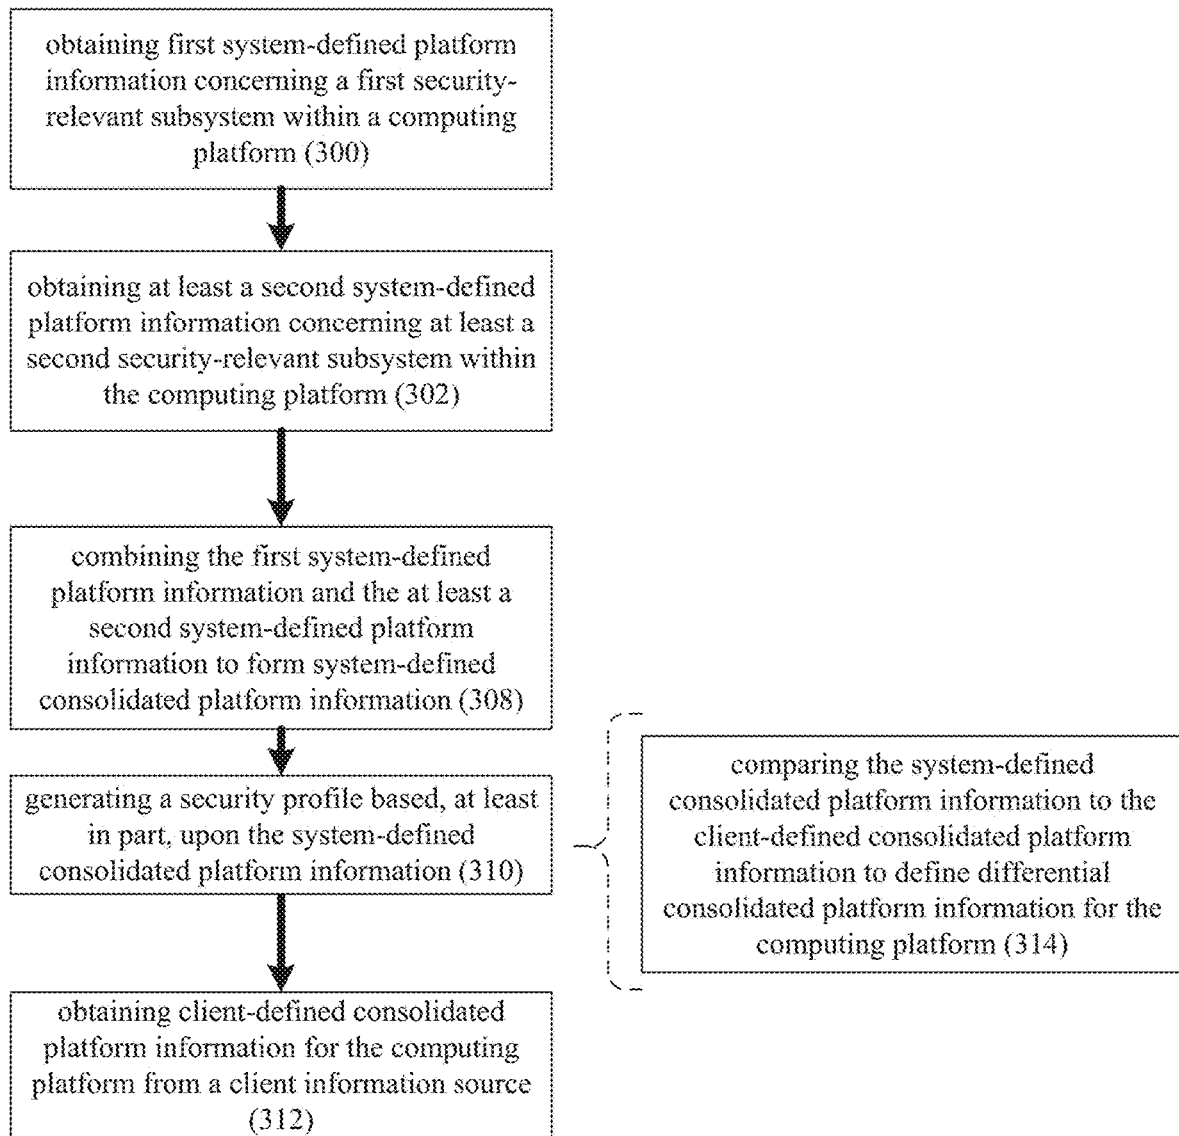 obtaining first system-defined platform
information concerning a first security-
relevant subsystem within a computing
platform (300)
obtaining at least a second system-defined
platform information concerning at least a
second security-relevant subsystem within
the computing platform (302)
combining the first system-defined
platform information and the at least a
second system-defined platform
information to form system-defined
consolidated platform information (308)
generating a security profile based, at least
in part, upon the system-defined
consolidated platform information (310)
comparing the system-defined
consolidated platform information to the
client-defined consolidated platform
information to define differential
consolidated platform information for the
computing platform (314)
obtaining client-defined consolidated
platform information for the computing
platform from a client information source
(312)